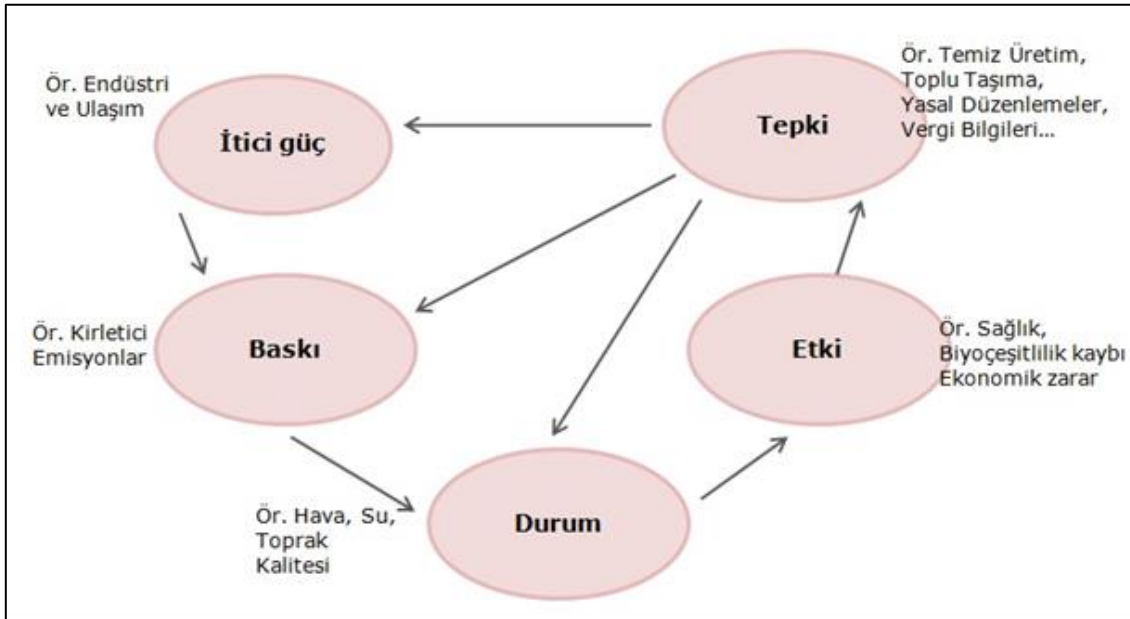 Ör. Endüstri
ve Ulaşım
İtici güç
Tepki
Ör. Temiz Üretim,
Toplu Taşıma,
Yasal Düzenlemeler,
Vergi Bilgileri...
Ör. Kirletici
Emisyonlar
Baskı
Etki
Ör. Sağlık,
Biyoçeşitlilik kaybı
Ekonomik zarar
Ör. Hava, Su,
Toprak
Kalitesi
Durum